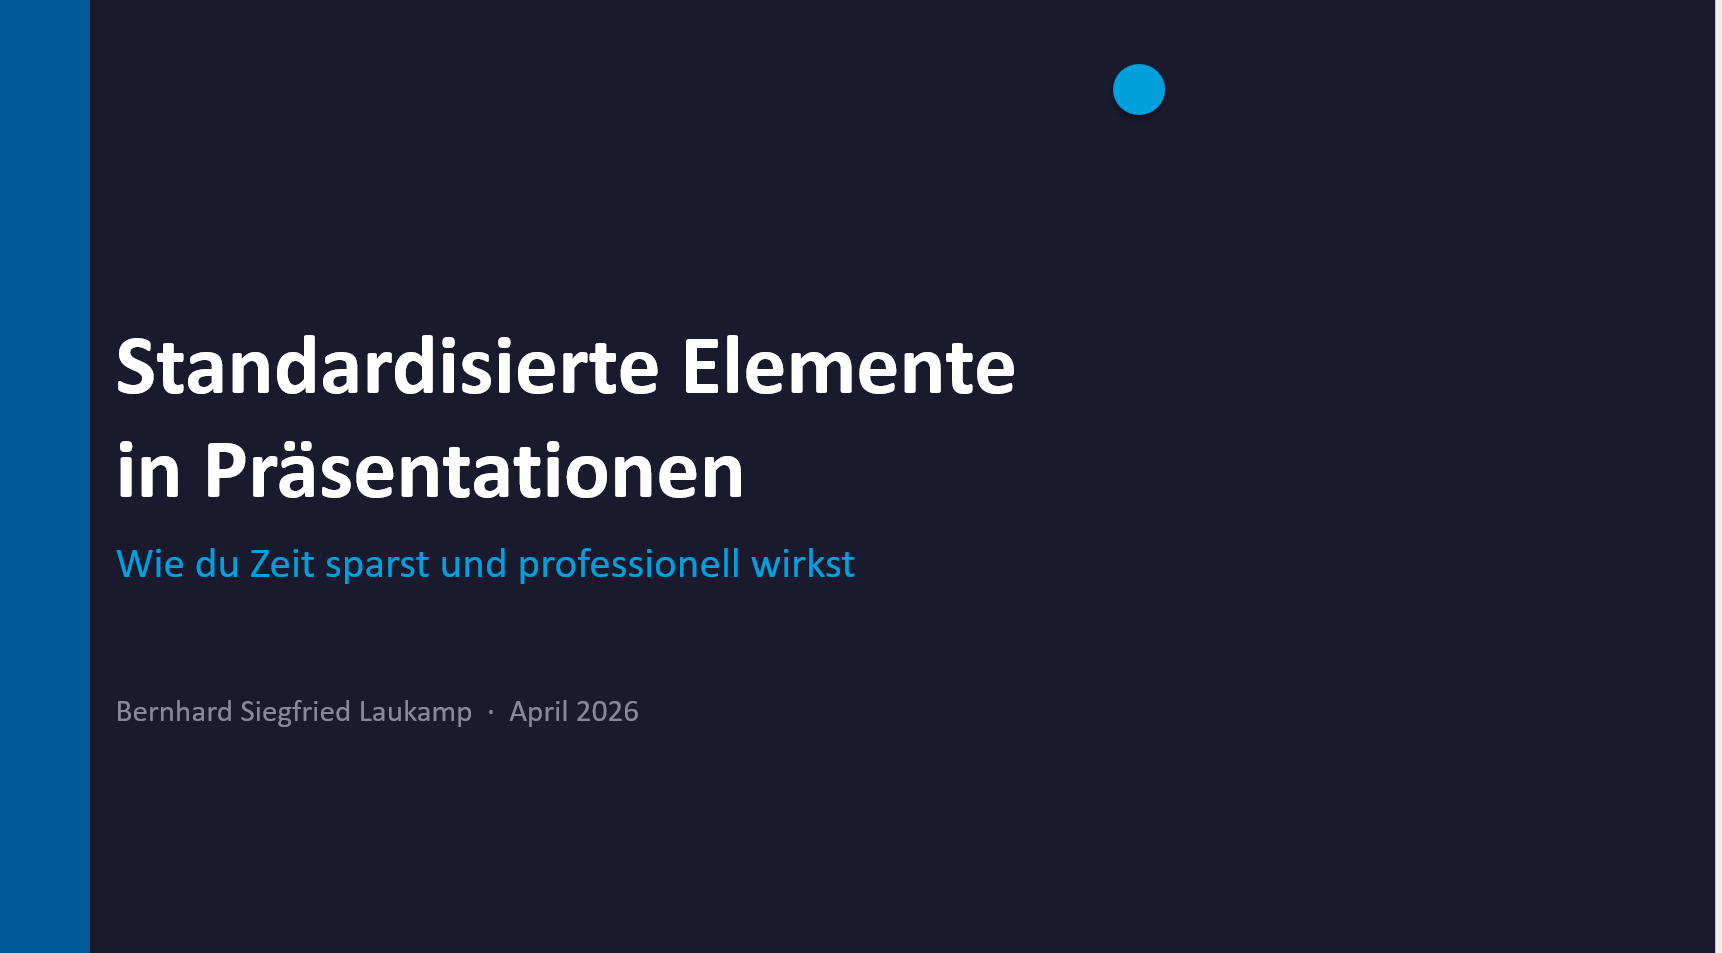 Standardisierte Elemente
in Präsentationen
Wie du Zeit sparst und professionell wirkst
Bernhard Siegfried Laukamp · April 2026